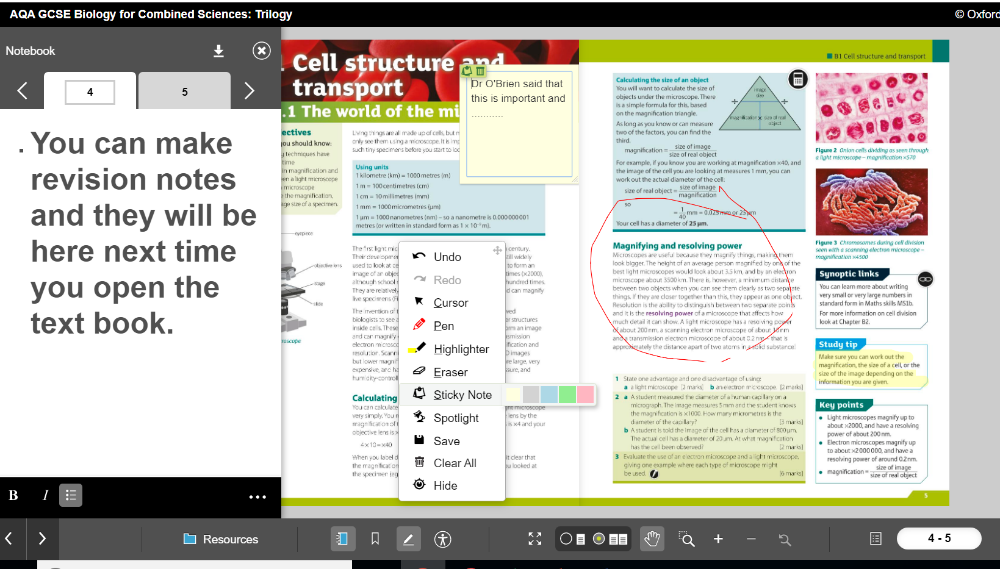 AQA GCSE Biology for Combined Sciences: Trilogy
© Oxford
Notebook
4
5
. You can make
revision notes
and they will be
here next time
you open the
text book.
B I
Cell structure and
transport
.1 The world of the mi
ectives
ou should know:
y techniques have
time
in magnification and
en a light microscope
microscope
e the magnification,
age size of a specimen.
eyepiece
objective lens
stage
slide
roscope
Living things are all made up of cells, but n
only see them using a microscope. It is imp
such tiny specimens before you start to loo
Dr O'Brien said that
this is important and
...........
Using units
1 kilometre (km) = 1000 metres (m)
1 m = 100 centimetres (cm)
1 cm = 10 millimetres (mm)
1 mm = 1000 micrometres (µm)
1 µm = 1000 nanometres (nm) – so a nanometre is 0.000 000 001
metres (or written in standard form as 1 × 10⁻⁹ m).
The first light mic
Their developmen
used to look at ce
image of an objec
although school r
They are relatively
live specimens (Fi
century.
still widely
to form an
times (×2000),
hundred times.
d can magnify
The invention of t
biologists to see a
inside cells. These
and can magnify
electron microsc
resolution. Scanni
but lower magnif
expensive, and ha
humidity-controll
wed
ar structures
orm an image
smission
ification and
D images
re large, very
ssure, and
Calculating
You can calculate
very simply. You n
magnification of t
objective lens is ×
ht microscope
lens by the
is ×4 and your
4 × 10 = ×40
When you label d
the magnification
the specimen (eg
it clear that
ou looked at
Undo
Redo
Cursor
Pen
Highlighter
Eraser
Sticky Note
Spotlight
Save
Clear All
Hide
B1 Cell structure and transport
Calculating the size of an object
You will want to calculate the size of
objects under the microscope. There
is a simple formula for this, based
on the magnification triangle.
As long as you know or can measure
two of the factors, you can find the
third.
image
size
÷ ÷
magnification × size of real
object
magnification = size of image
size of real object
For example, if you know you are working at magnification ×40, and
the image of the cell you are looking at measures 1 mm, you can
work out the actual diameter of the cell:
size of real object = size of image
magnification
so
= 1/40 mm = 0.025 mm or 25 µm
Your cell has a diameter of 25 µm.
Magnifying and resolving power
Microscopes are useful because they magnify things, making them
look bigger. The height of an average person magnified by one of the
best light microscopes would look about 3.5 km, and by an electron
microscope about 3500 km. There is, however, a minimum distance
between two objects when you can see them clearly as two separate
things. If they are closer together than this, they appear as one object.
Resolution is the ability to distinguish between two separate points
and it is the resolving power of a microscope that affects how
much detail it can show. A light microscope has a resolving power
of about 200 nm, a scanning electron microscope of about 10 nm
and a transmission electron microscope of about 0.2 nm – that is
approximately the distance apart of two atoms in a solid substance!
1 State one advantage and one disadvantage of using:
a a light microscope [2 marks] b an electron microscope. [2 marks]
2 a A student measured the diameter of a human capillary on a
micrograph. The image measures 5 mm and the student knows
the magnification is ×1000. How many micrometres is the
diameter of the capillary? [3 marks]
b A student is told the image of the cell has a diameter of 800 µm.
The actual cell has a diameter of 20 µm. At what magnification
has the cell been observed? [2 marks]
3 Evaluate the use of an electron microscope and a light microscope,
giving one example where each type of microscope might
be used. [6 marks]
Figure 2 Onion cells dividing as seen through
a light microscope – magnification ×570
Figure 3 Chromosomes during cell division
seen with a scanning electron microscope –
magnification ×4500
Synoptic links
You can learn more about writing
very small or very large numbers in
standard form in Maths skills MS1b.
For more information on cell division
look at Chapter B2.
Study tip
Make sure you can work out the
magnification, the size of a cell, or the
size of the image depending on the
information you are given.
Key points
• Light microscopes magnify up to
about ×2000, and have a resolving
power of about 200 nm.
• Electron microscopes magnify up
to about ×2 000 000, and have a
resolving power of around 0.2 nm.
• magnification = size of image
size of real object
5
Resources
4 - 5